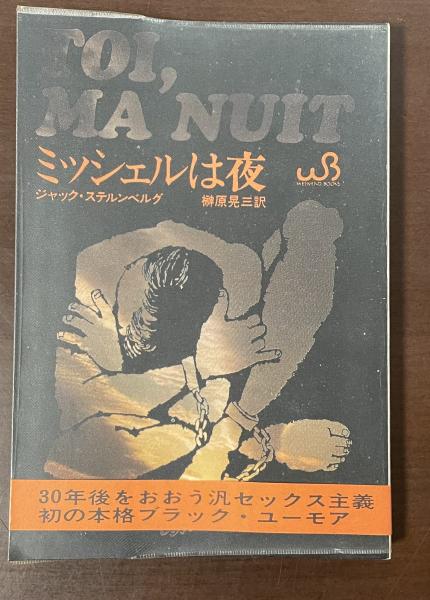 TOI,
MA NUIT
ミッシェルは夜
WB
WEEKEND BOOKS
ジャック・ステルンベルグ 榊原晃三訳
30年後をおおう汎セックス主義
初の本格ブラック・ユーモア